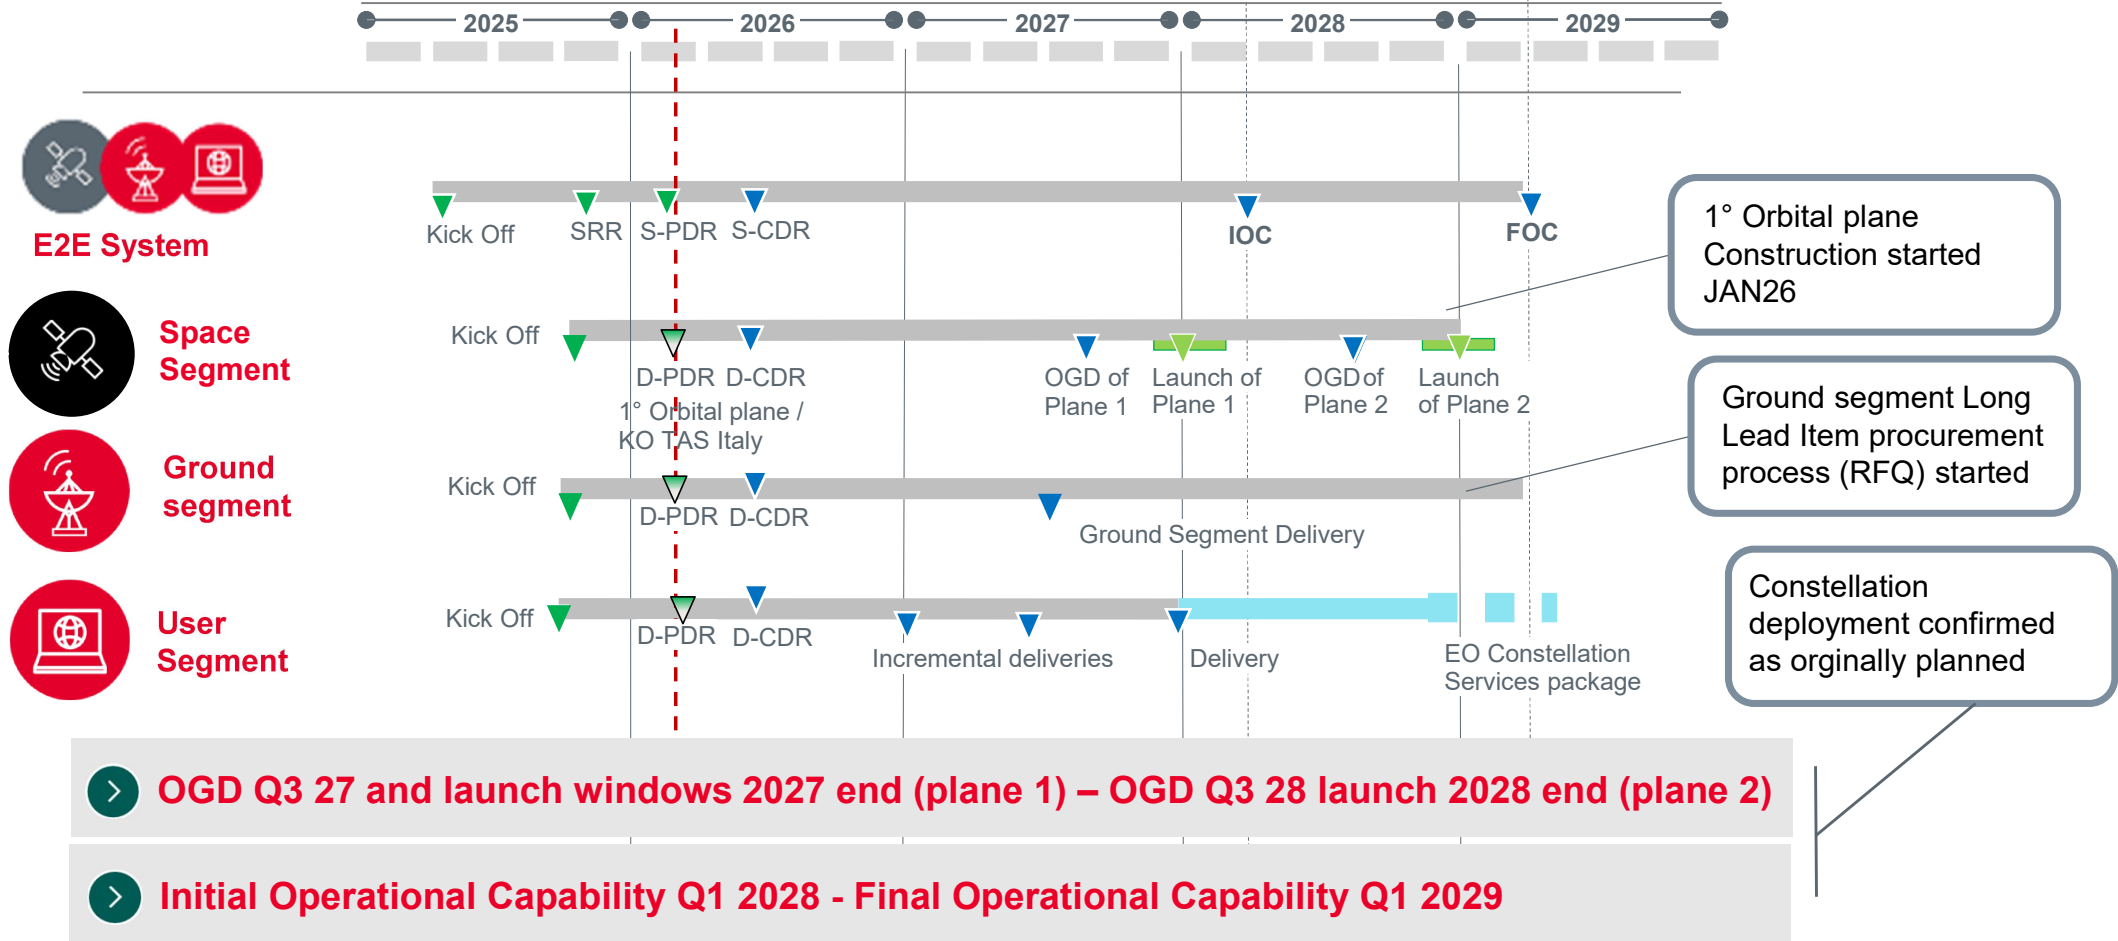 2025
2026
2027
2028
2029
E2E System
Kick Off
SRR
S-PDR
S-CDR
IOC
FOC
1° Orbital plane
Construction started
JAN26
Space
Segment
Kick Off
D-PDR
D-CDR
1° Orbital plane /
KO TAS Italy
OGD of
Plane 1
Launch of
Plane 1
OGD of
Plane 2
Launch
of Plane 2
Ground segment Long
Lead Item procurement
process (RFQ) started
Ground
segment
Kick Off
D-PDR
D-CDR
Ground Segment Delivery
User
Segment
Kick Off
D-PDR
D-CDR
Incremental deliveries
Delivery
EO Constellation
Services package
Constellation
deployment confirmed
as orginally planned
OGD Q3 27 and launch windows 2027 end (plane 1) – OGD Q3 28 launch 2028 end (plane 2)
Initial Operational Capability Q1 2028 - Final Operational Capability Q1 2029